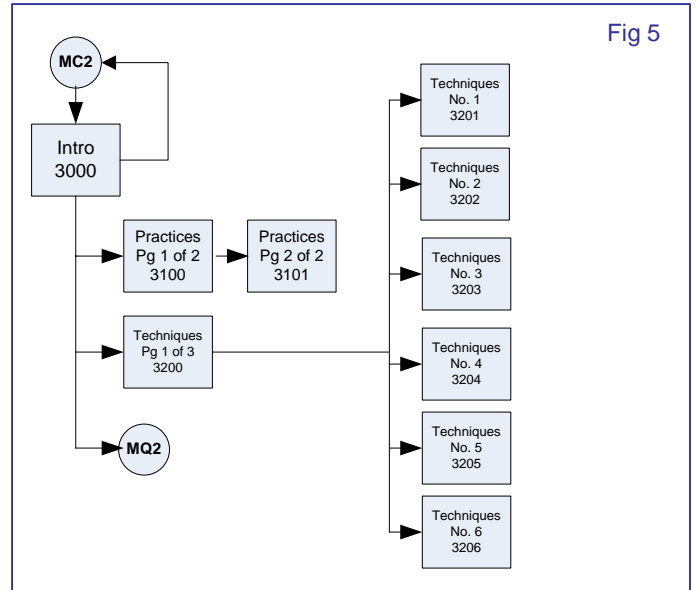 Fig 5
MC2
Intro
3000
Practices
Pg 1 of 2
3100
Practices
Pg 2 of 2
3101
Techniques
Pg 1 of 3
3200
MQ2
Techniques
No. 1
3201
Techniques
No. 2
3202
Techniques
No. 3
3203
Techniques
No. 4
3204
Techniques
No. 5
3205
Techniques
No. 6
3206